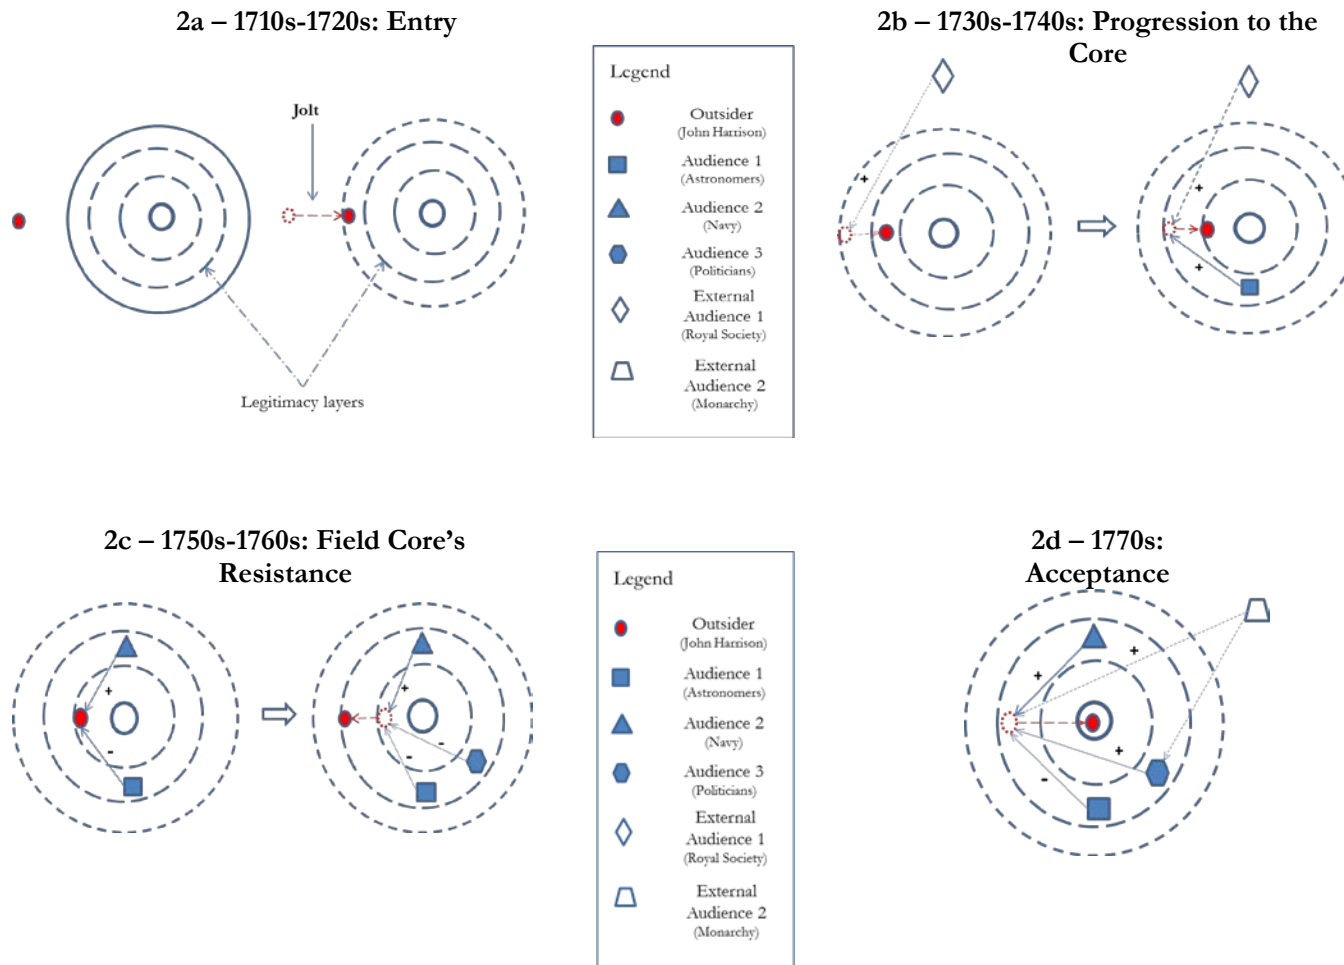 2a – 1710s-1720s: Entry
Jolt
Legitimacy layers
Legend
Outsider
(John Harrison)
Audience 1
(Astronomers)
Audience 2
(Navy)
Audience 3
(Politicians)
External
Audience 1
(Royal Society)
External
Audience 2
(Monarchy)
2b – 1730s-1740s: Progression to the
Core
+
+
+
2c – 1750s-1760s: Field Core's
Resistance
+
-
+
-
-
Legend
Outsider
(John Harrison)
Audience 1
(Astronomers)
Audience 2
(Navy)
Audience 3
(Politicians)
External
Audience 1
(Royal Society)
External
Audience 2
(Monarchy)
2d – 1770s:
Acceptance
+
+
+
-